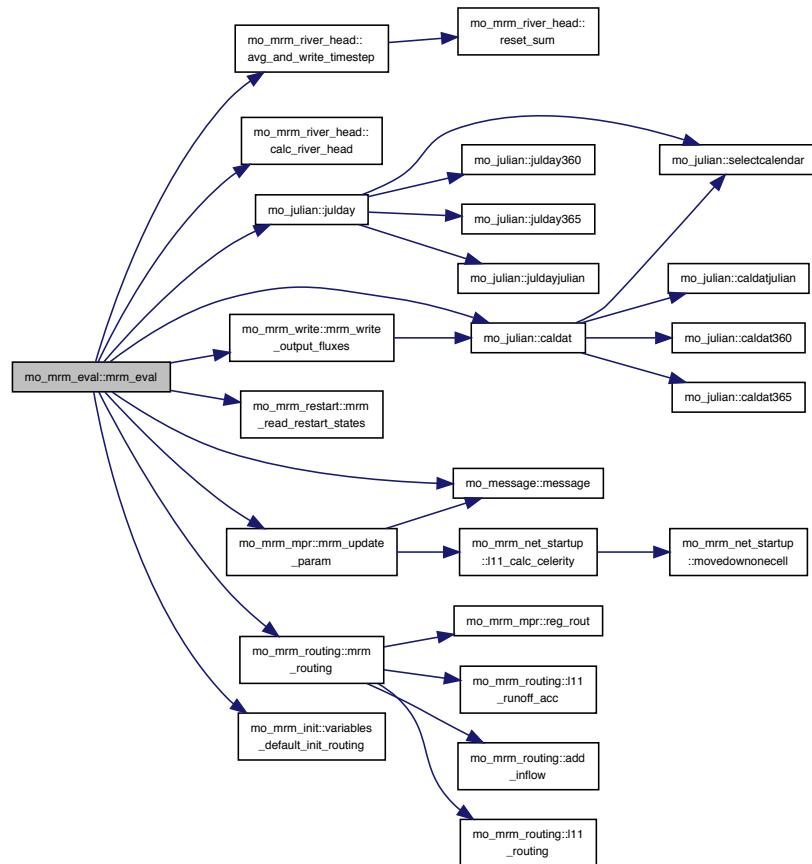 mo_mrm_river_head::
avg_and_write_timestep
mo_mrm_river_head::
reset_sum
mo_mrm_river_head::
calc_river_head
mo_julian::julday
mo_julian::julday360
mo_julian::julday365
mo_julian::juldayjulian
mo_julian::selectcalendar
mo_mrm_write::mrm_write
_output_fluxes
mo_julian::caldat
mo_julian::caldatjulian
mo_julian::caldat360
mo_julian::caldat365
mo_mrm_eval::mrm_eval
mo_mrm_restart::mrm
_read_restart_states
mo_message::message
mo_mrm_mpr::mrm_update
_param
mo_mrm_net_startup
::l11_calc_celerity
mo_mrm_net_startup
::movedownonecell
mo_mrm_routing::mrm
_routing
mo_mrm_mpr::reg_rout
mo_mrm_routing::l11
_runoff_acc
mo_mrm_routing::add
_inflow
mo_mrm_routing::l11
_routing
mo_mrm_init::variables
_default_init_routing